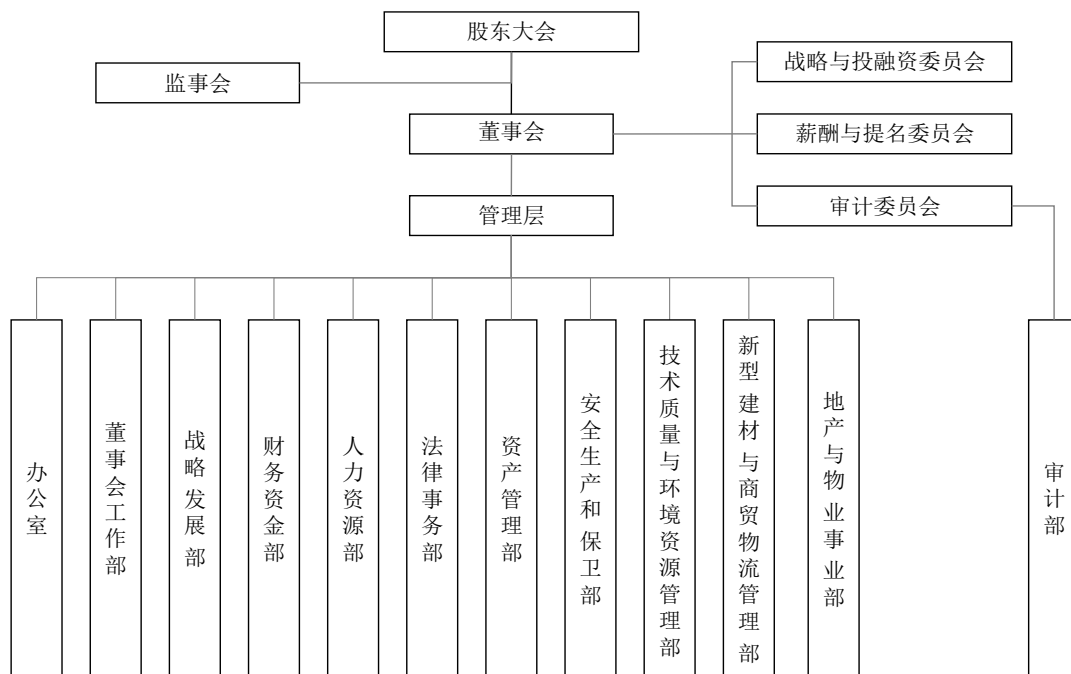 股东大会
监事会
战略与投融资委员会
董事会
薪酬与提名委员会
管理层
审计委员会
办公室
董事会工作部
战略发展部
财务资金部
人力资源部
法律事务部
资产管理部
安全生产和保卫部
技术质量与环境资源管理部
新型建材与商贸物流管理部
地产与物业事业部
审计部